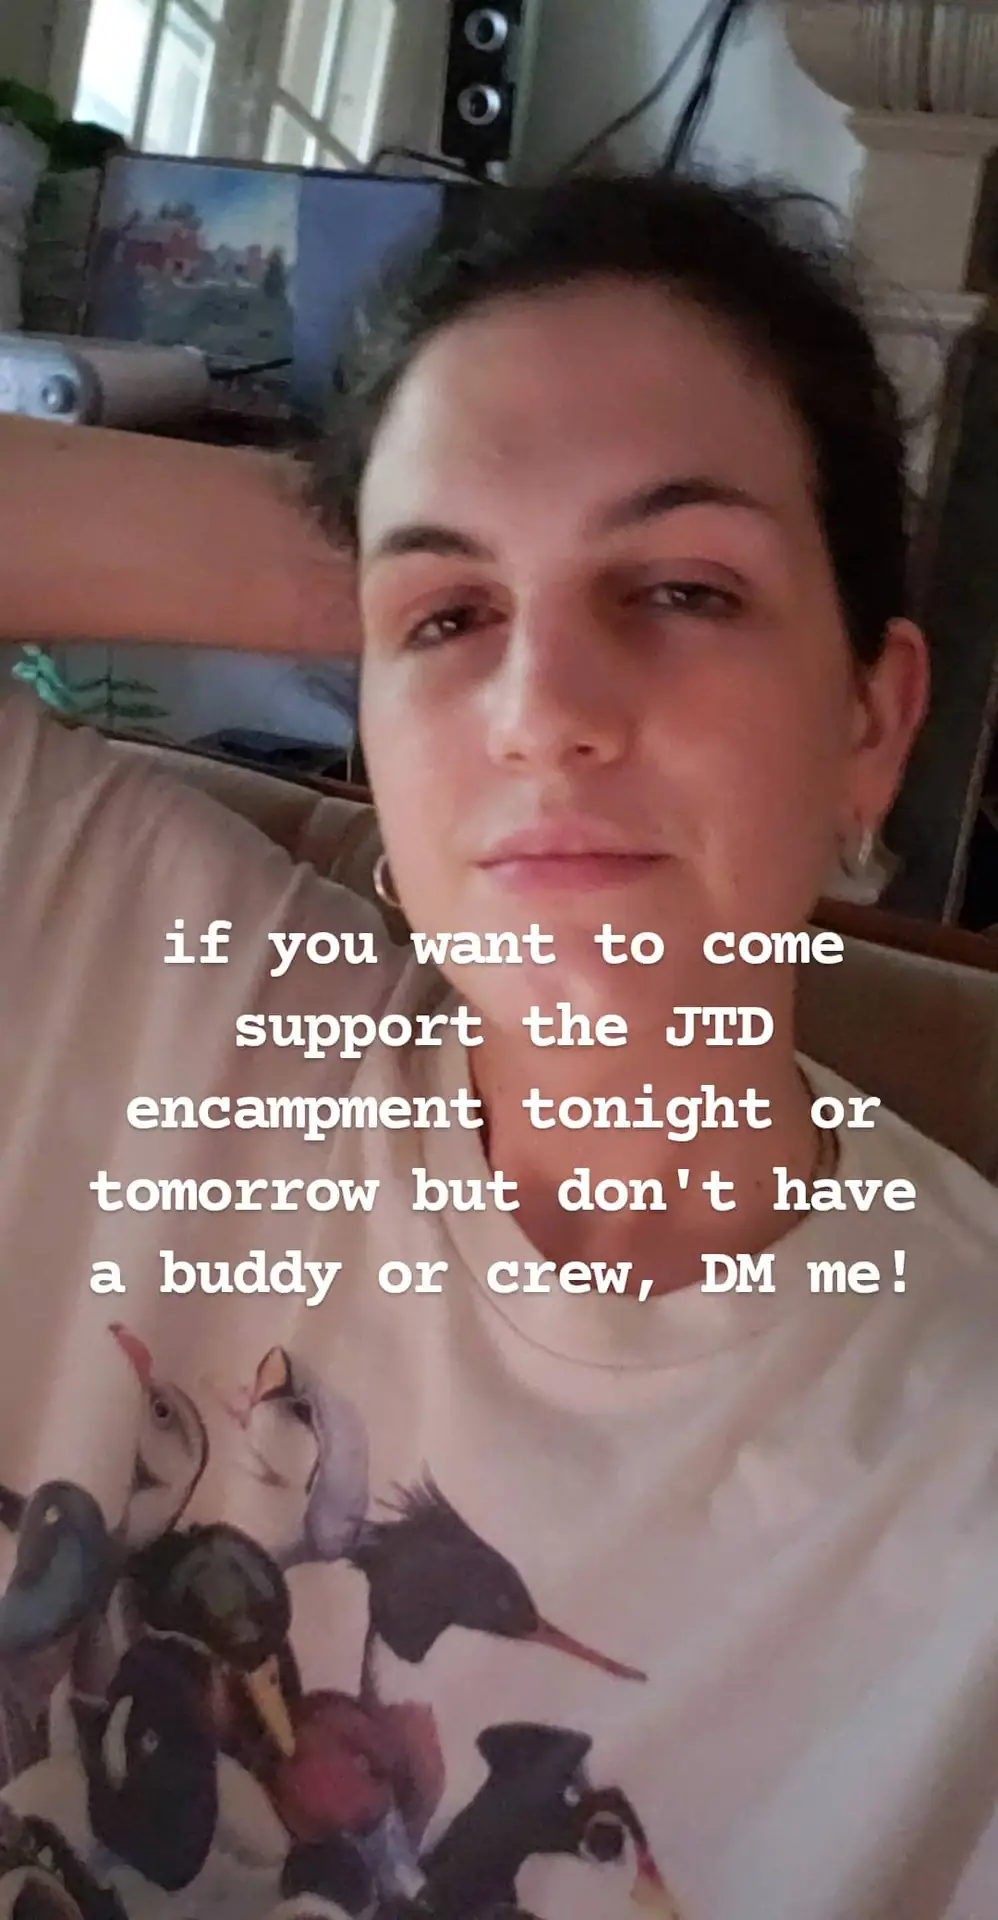 if you want to come
support the JTD
encampment tonight or
tomorrow but don't have
a buddy or crew, DM me!